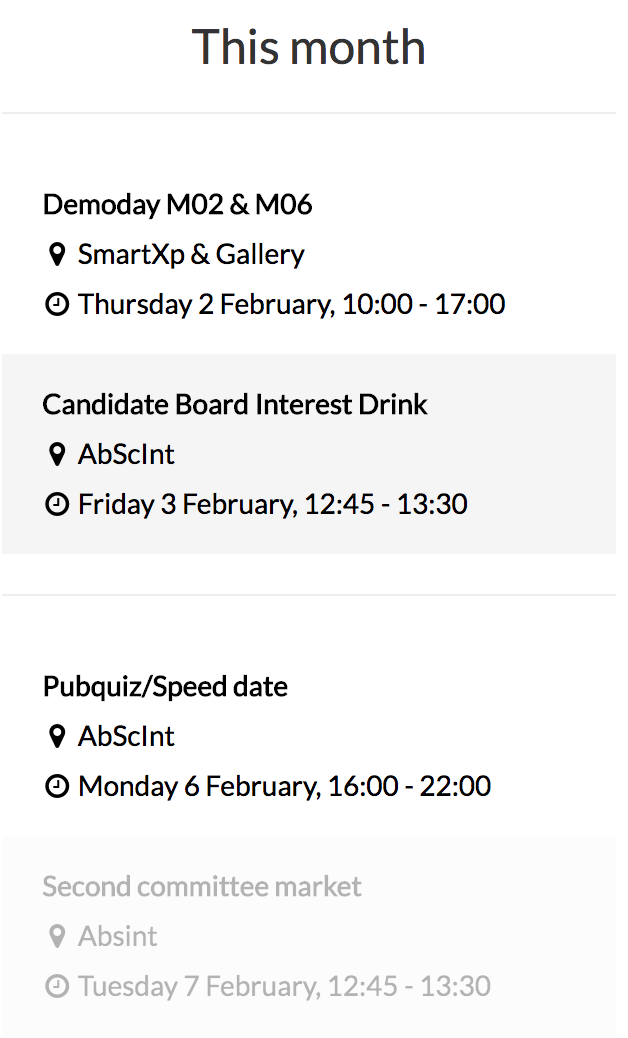 This month
Demoday M02 & M06
SmartXp & Gallery
Thursday 2 February, 10:00 - 17:00
Candidate Board Interest Drink
AbScInt
Friday 3 February, 12:45 - 13:30
Pubquiz/Speed date
AbScInt
Monday 6 February, 16:00 - 22:00
Second committee market
Absint
Tuesday 7 February, 12:45 - 13:30